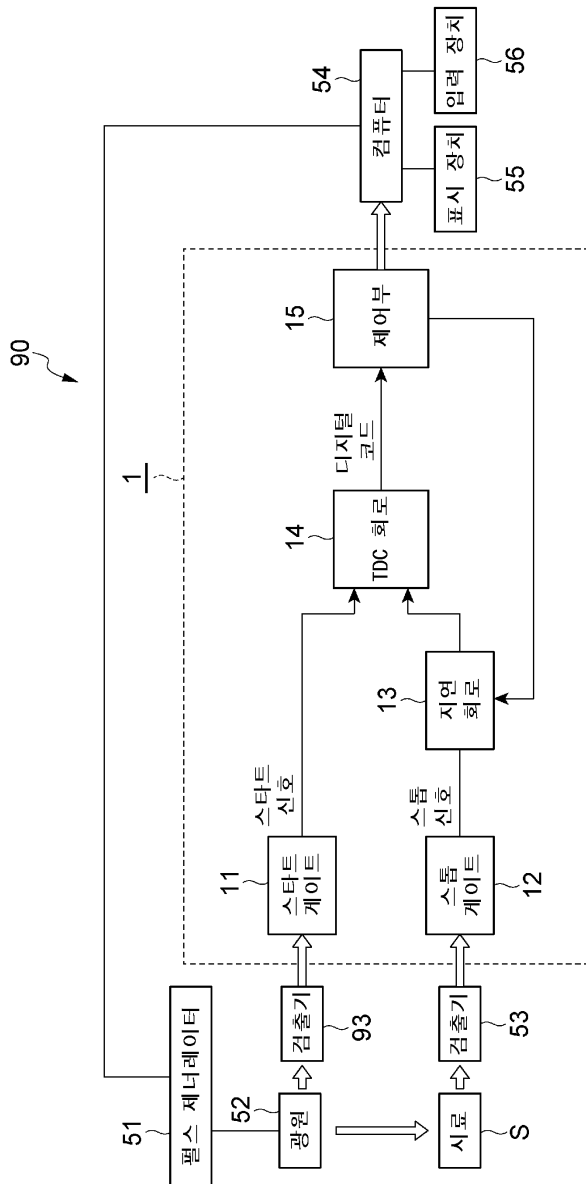 90
51
펄스 제너레이터
52
광원
93
검출기
11
스타트
게이트
스타트
신호
1
14
TDC 회로
디지털
코드
15
제어부
54
컴퓨터
표시 장치
55
입력 장치
56
시료
S
검출기
53
스톱
게이트
12
스톱
신호
13
지연
회로